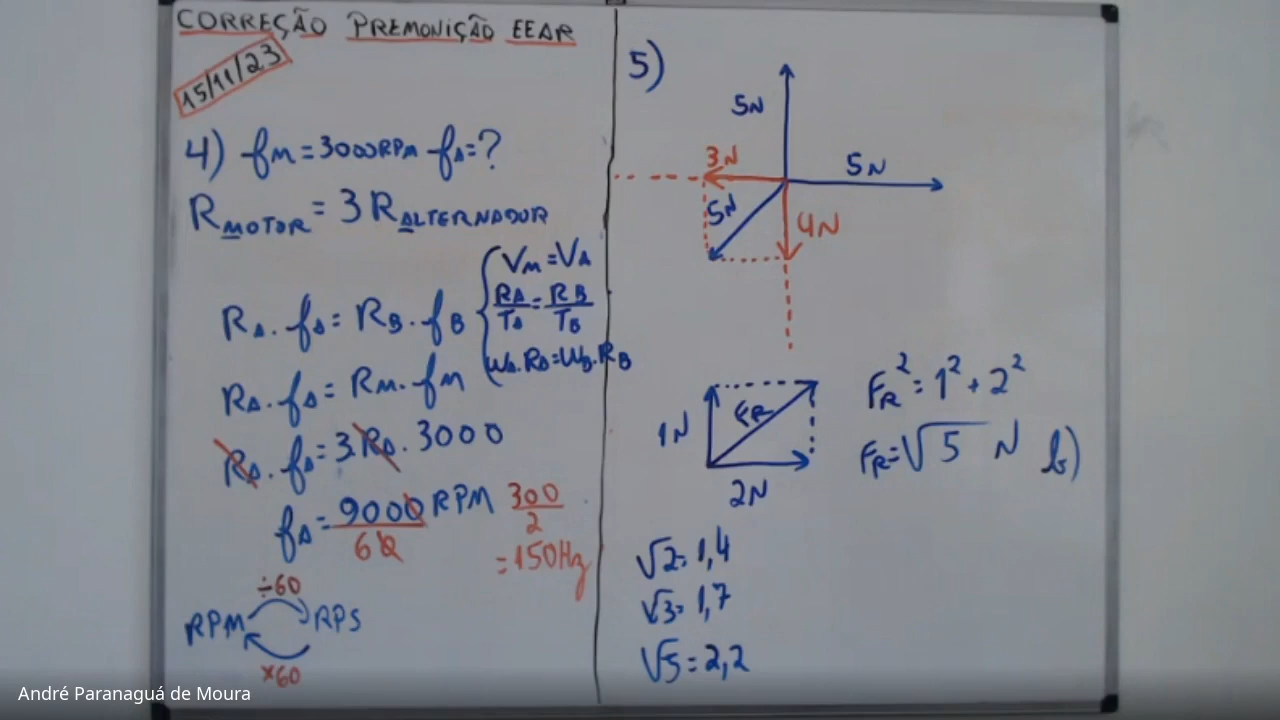 CORREÇÃO PREMONIÇÃO EEAR
15/11/23
4) fM = 3000RPM fA = ?
RMOTOR = 3 RALTERNADOR
VM = VA
RA/TA = RB/TB
WA.RA = WB.RB
RA. fA = RB. fB
RA. fA = RM. fM
RA. fA = 3RA. 3000
fA = 9000/60 RPM 300/2
= 150Hz
÷60
RPM RPS
×60
5)
5N
3N
5N
5N
4N
1N
FR
2N
FR² = 1² + 2²
FR = √5 N b)
√2 = 1,4
√3 = 1,7
√5 = 2,2
André Paranaguá de Moura